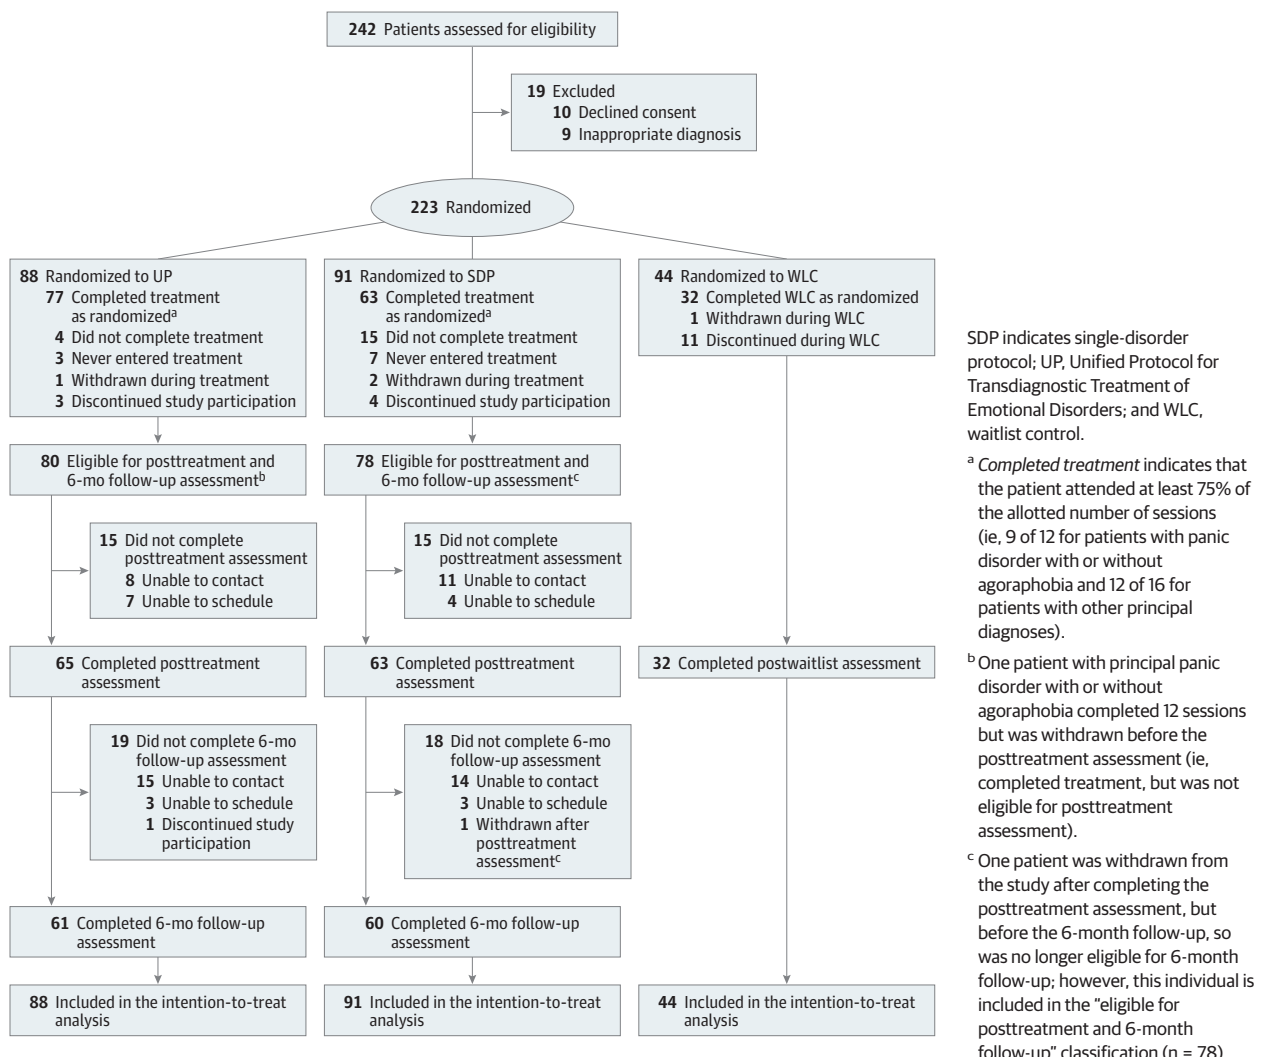 242 Patients assessed for eligibility
19 Excluded
10 Declined consent
9 Inappropriate diagnosis
223 Randomized
88 Randomized to UP
77 Completed treatment
as randomizedᵃ
4 Did not complete treatment
3 Never entered treatment
1 Withdrawn during treatment
3 Discontinued study participation
91 Randomized to SDP
63 Completed treatment
as randomizedᵃ
15 Did not complete treatment
7 Never entered treatment
2 Withdrawn during treatment
4 Discontinued study participation
44 Randomized to WLC
32 Completed WLC as randomized
1 Withdrawn during WLC
11 Discontinued during WLC
80 Eligible for posttreatment and
6-mo follow-up assessmentᵇ
78 Eligible for posttreatment and
6-mo follow-up assessmentᶜ
15 Did not complete
posttreatment assessment
8 Unable to contact
7 Unable to schedule
15 Did not complete
posttreatment assessment
11 Unable to contact
4 Unable to schedule
65 Completed posttreatment
assessment
63 Completed posttreatment
assessment
32 Completed postwaitlist assessment
19 Did not complete 6-mo
follow-up assessment
15 Unable to contact
3 Unable to schedule
1 Discontinued study
participation
18 Did not complete 6-mo
follow-up assessment
14 Unable to contact
3 Unable to schedule
1 Withdrawn after
posttreatment
assessmentᶜ
61 Completed 6-mo follow-up
assessment
60 Completed 6-mo follow-up
assessment
88 Included in the intention-to-treat
analysis
91 Included in the intention-to-treat
analysis
44 Included in the intention-to-treat
analysis
SDP indicates single-disorder
protocol; UP, Unified Protocol for
Transdiagnostic Treatment of
Emotional Disorders; and WLC,
waitlist control.
ᵃ Completed treatment indicates that
the patient attended at least 75% of
the allotted number of sessions
(ie, 9 of 12 for patients with panic
disorder with or without
agoraphobia and 12 of 16 for
patients with other principal
diagnoses).
ᵇ One patient with principal panic
disorder with or without
agoraphobia completed 12 sessions
but was withdrawn before the
posttreatment assessment (ie,
completed treatment, but was not
eligible for posttreatment
assessment).
ᶜ One patient was withdrawn from
the study after completing the
posttreatment assessment, but
before the 6-month follow-up, so
was no longer eligible for 6-month
follow-up; however, this individual is
included in the "eligible for
posttreatment and 6-month
follow-up" classification (n = 78)